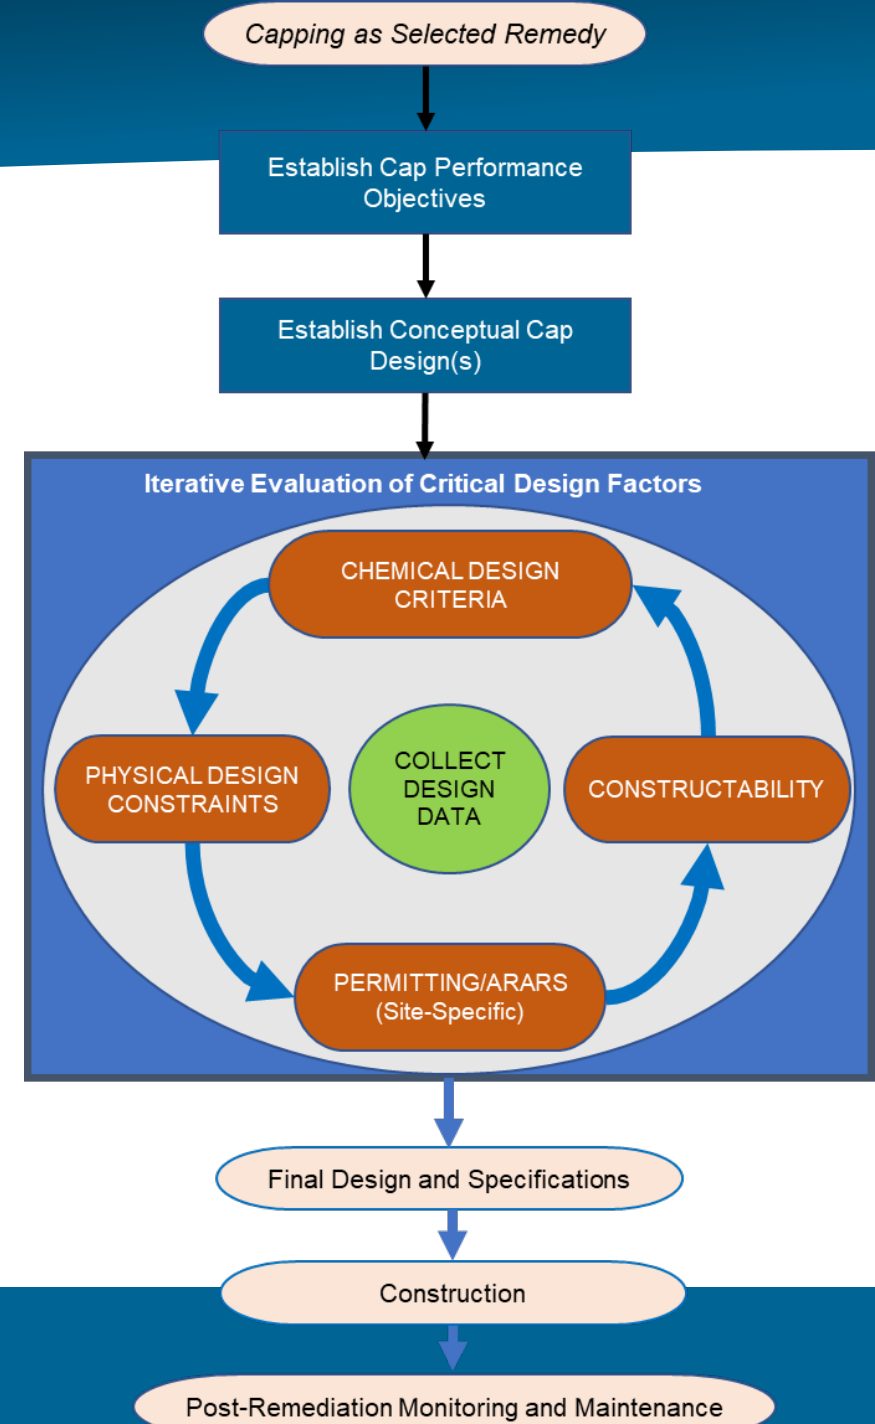 Capping as Selected Remedy
Establish Cap Performance
Objectives
Establish Conceptual Cap
Design(s)
Iterative Evaluation of Critical Design Factors
CHEMICAL DESIGN
CRITERIA
PHYSICAL DESIGN
CONSTRAINTS
COLLECT
DESIGN
DATA
CONSTRUCTABILITY
PERMITTING/ARARS
(Site-Specific)
Final Design and Specifications
Construction
Post-Remediation Monitoring and Maintenance